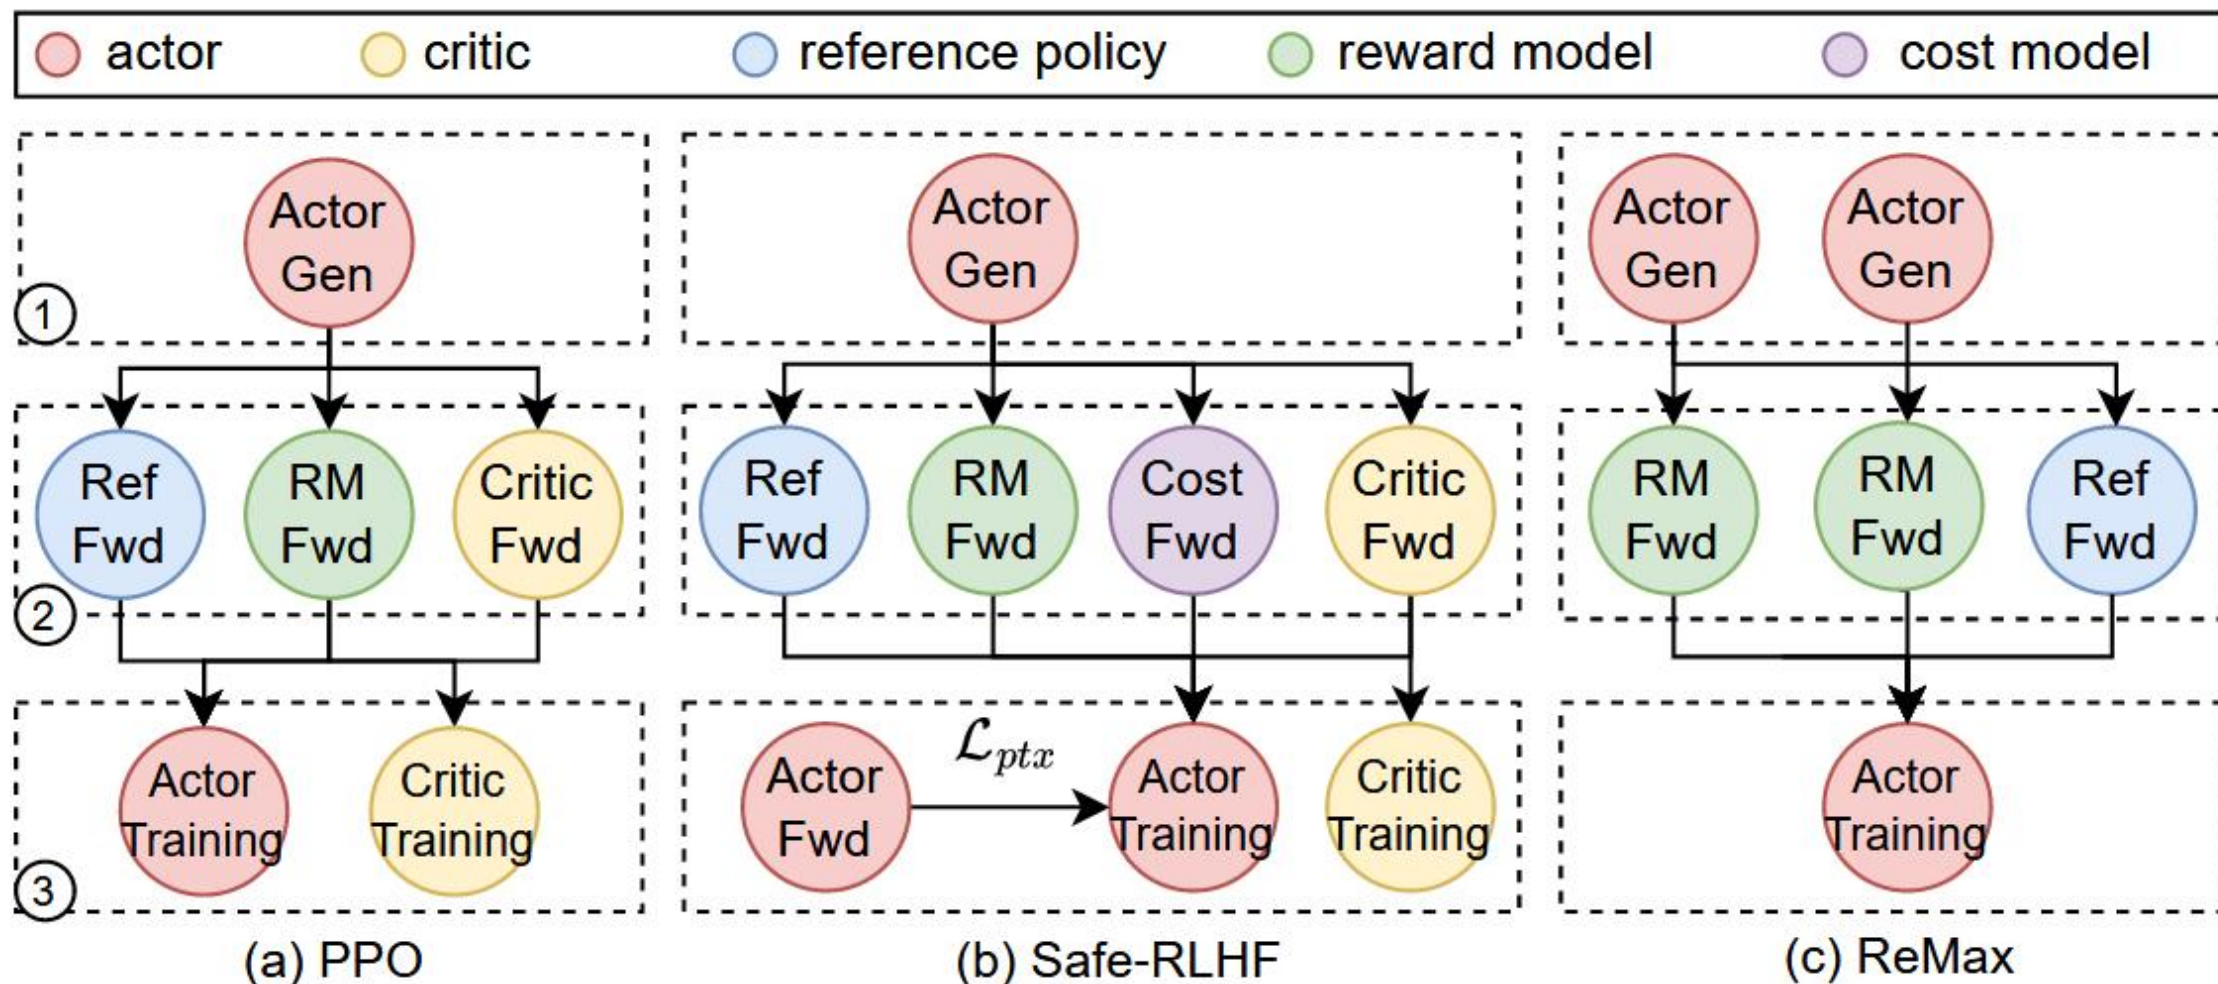 actor
critic
reference policy
reward model
cost model
Actor
Gen
1
Ref
Fwd
RM
Fwd
Critic
Fwd
2
Actor
Training
Critic
Training
3
(a) PPO
Actor
Gen
Ref
Fwd
RM
Fwd
Cost
Fwd
Critic
Fwd
Actor
Fwd
ℒ_ptx
Actor
Training
Critic
Training
(b) Safe-RLHF
Actor
Gen
Actor
Gen
RM
Fwd
RM
Fwd
Ref
Fwd
Actor
Training
(c) ReMax